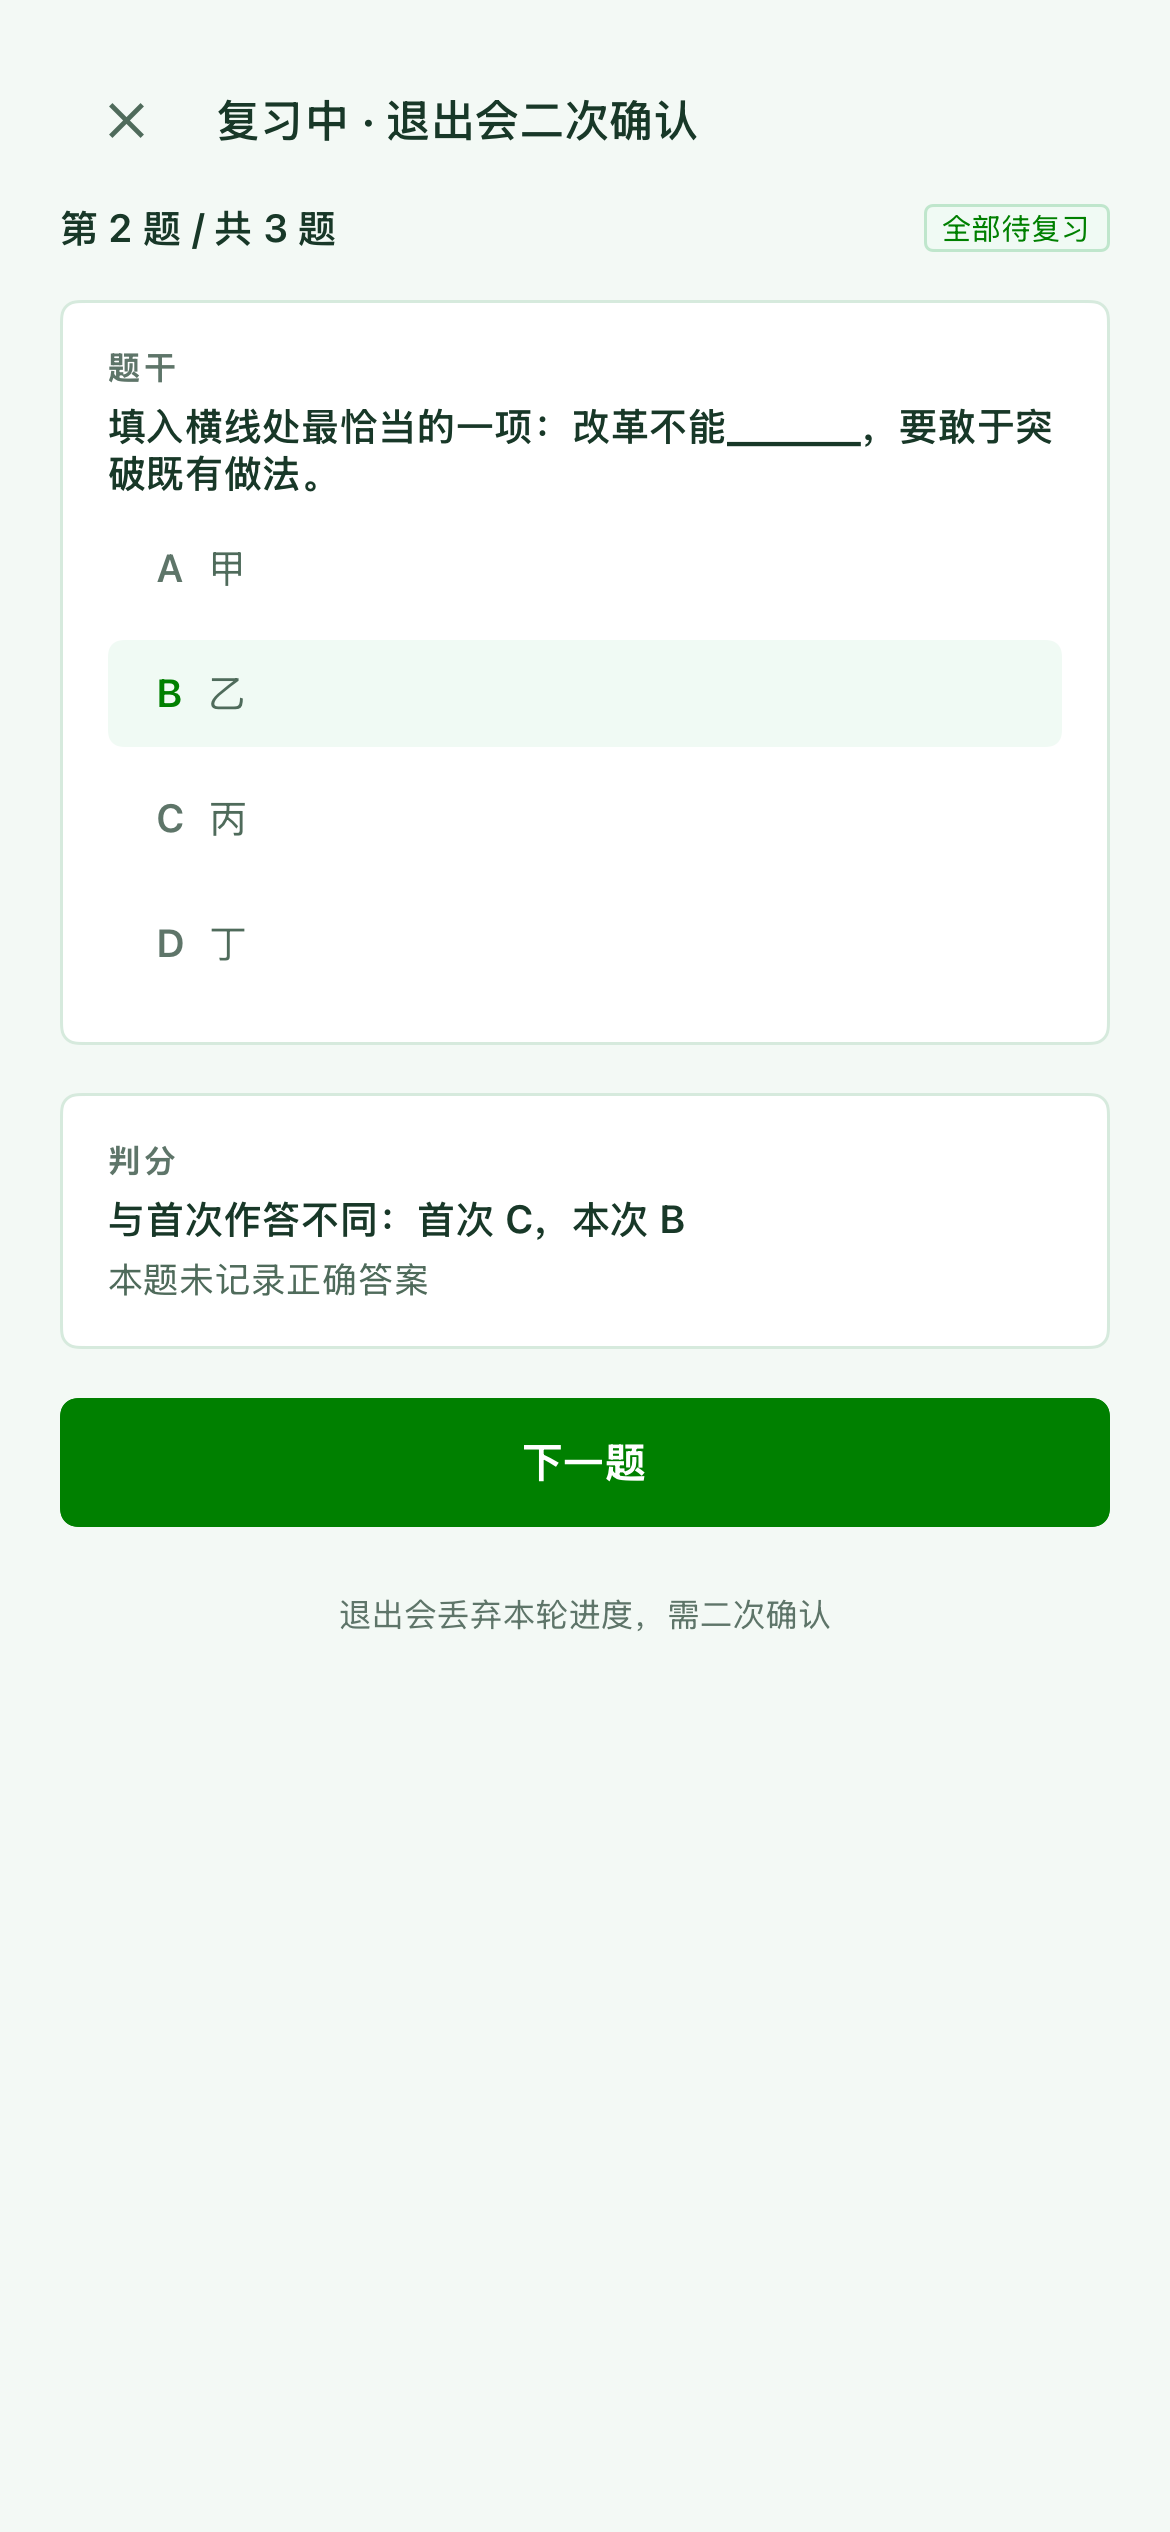 复习中 · 退出会二次确认
第 2 题 / 共 3 题
全部待复习
题干
填入横线处最恰当的一项：改革不能_______，要敢于突
破既有做法。
A 甲
B 乙
C 丙
D 丁
判分
与首次作答不同：首次 C，本次 B
本题未记录正确答案
下一题
退出会丢弃本轮进度，需二次确认